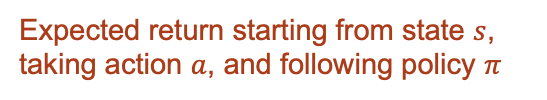 Expected return starting from state s,
taking action a, and following policy π